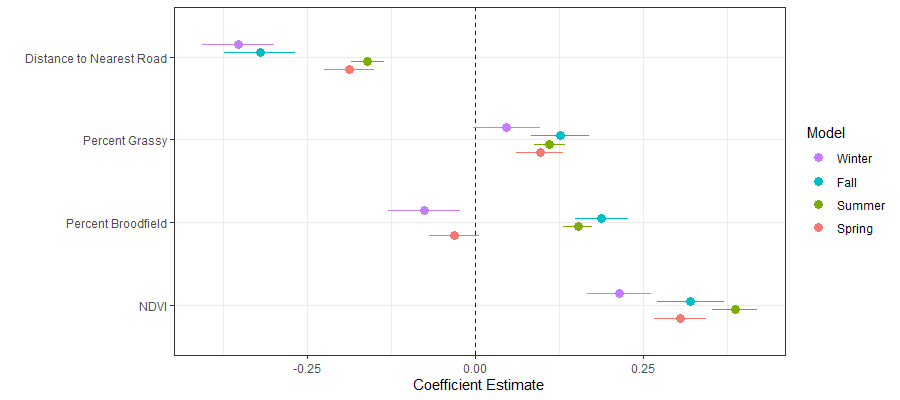 Distance to Nearest Road
Percent Grassy
Percent Broodfield
NDVI
-0.25
0.00
0.25
Coefficient Estimate
Model
Winter
Fall
Summer
Spring